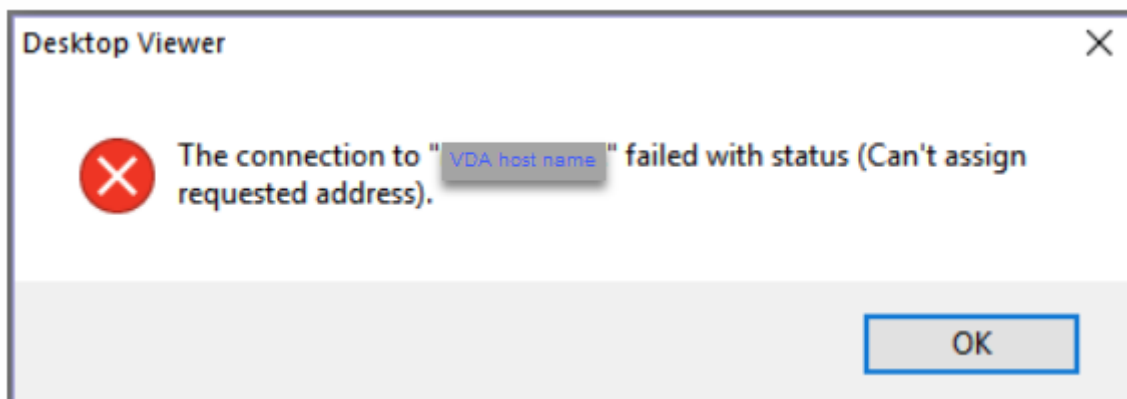 Desktop Viewer
The connection to "VDA host name" failed with status (Can't assign
requested address).
OK